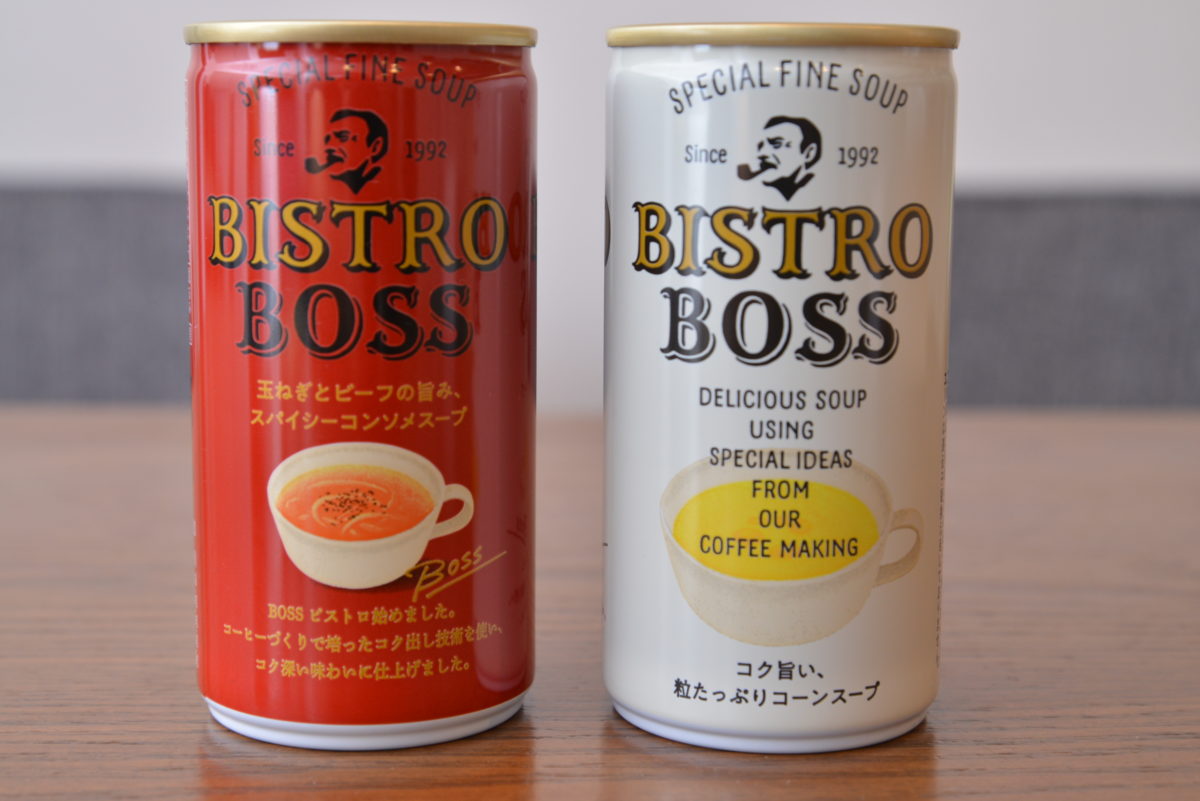 SPECIAL FINE SOUP
Since 1992
BISTRO
BOSS
玉ねぎとビーフの旨み、
スパイシーコンソメスープ
Boss
BOSS ビストロ始めました。
コーヒーづくりで培ったコク出し技術を使い、
コク深い味わいに仕上げました。
SPECIAL FINE SOUP
Since 1992
BISTRO
BOSS
DELICIOUS SOUP
USING
SPECIAL IDEAS
FROM
OUR
COFFEE MAKING
コク旨い、
粒たっぷりコーンスープ